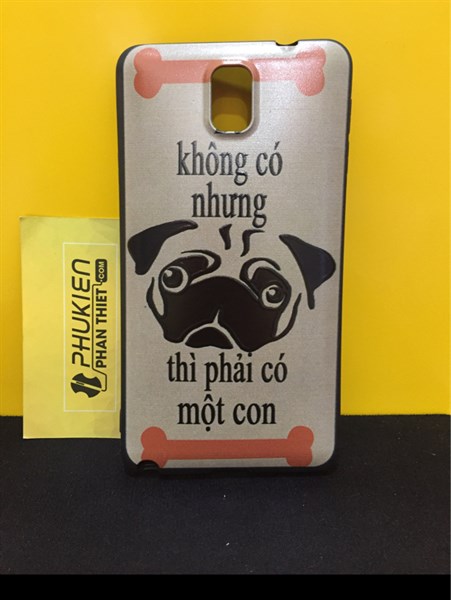 không có
nhưng
thì phải có
một con
PHUKIEN
PHAN THIET.COM